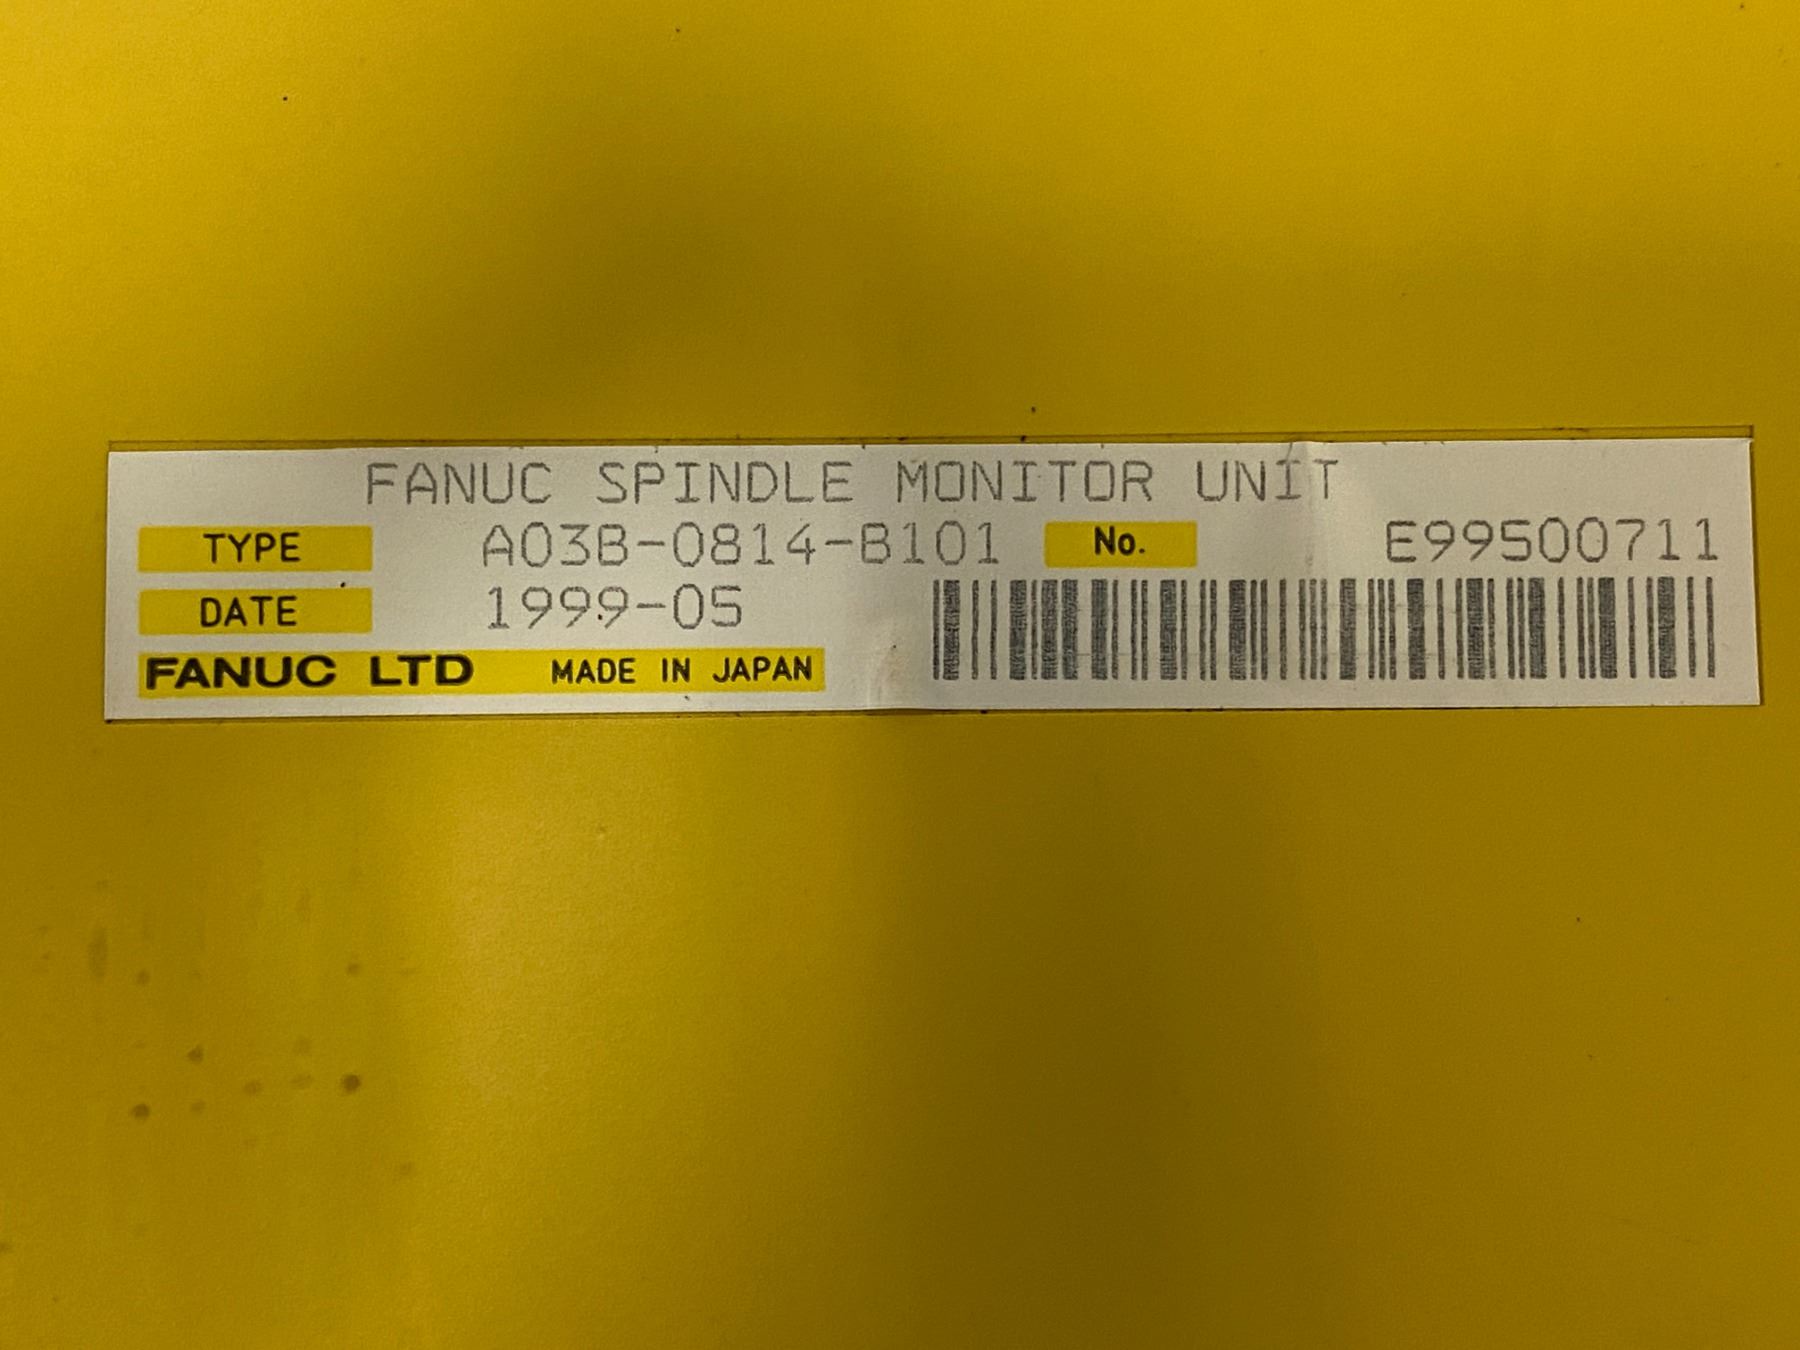 FANUC SPINDLE MONITOR UNIT
TYPE A03B-0814-B101 No. E99500711
DATE 1999-05
FANUC LTD MADE IN JAPAN